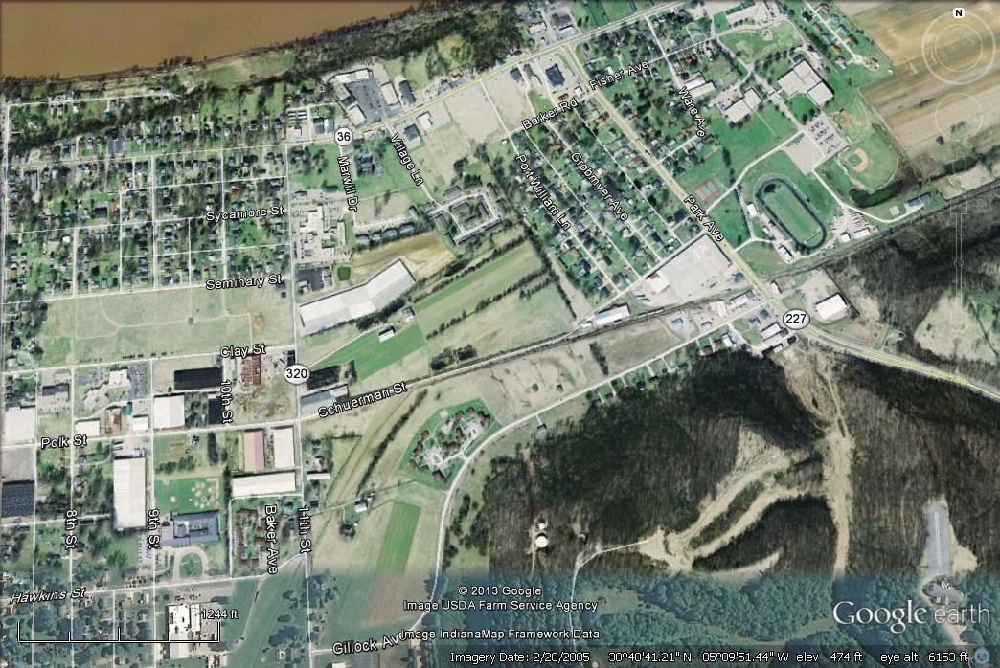 N
Fisher Ave
Barker Rd
Ware Ave
36
Village Ln
Marwill Dr
Port William Ln
Grobmyer Ave
Park Ave
Sycamore St
Seminary St
227
Clay St
320
10th St
Schuerman St
Polk St
8th St
9th St
Baker Ave
11th St
Hawkins St
1244 ft
© 2013 Google
Image USDA Farm Service Agency
Google earth
Gillock Ave
Image IndianaMap Framework Data
Imagery Date: 2/28/2005 38°40'41.21" N 85°09'51.44" W elev 474 ft eye alt 6153 ft